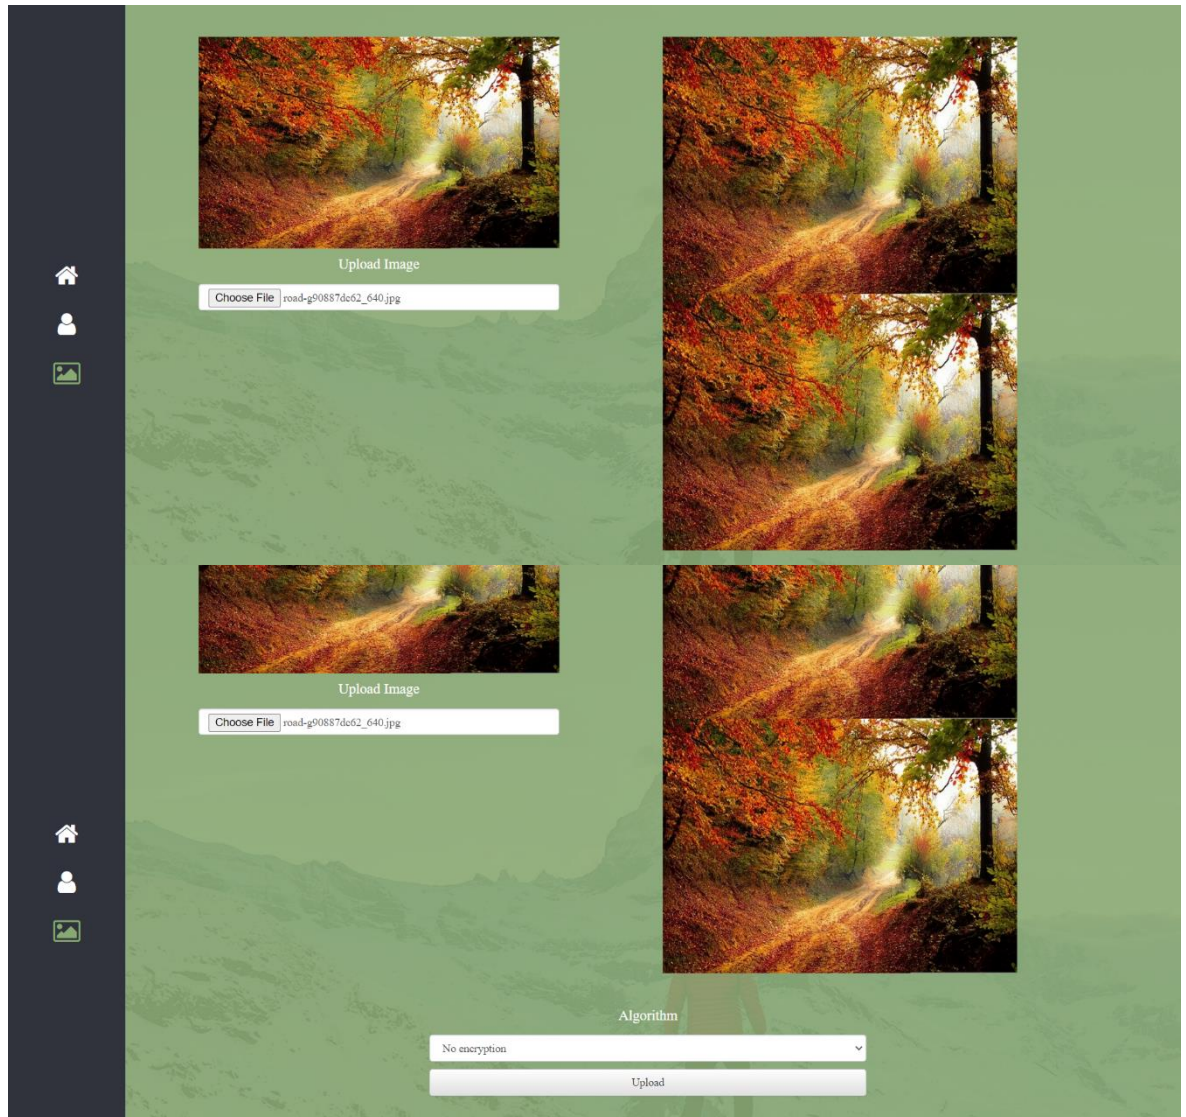 Upload Image
Choose File road-g90887dc62_640.jpg
Upload Image
Choose File road-g90887dc62_640.jpg
Algorithm
No encryption
Upload